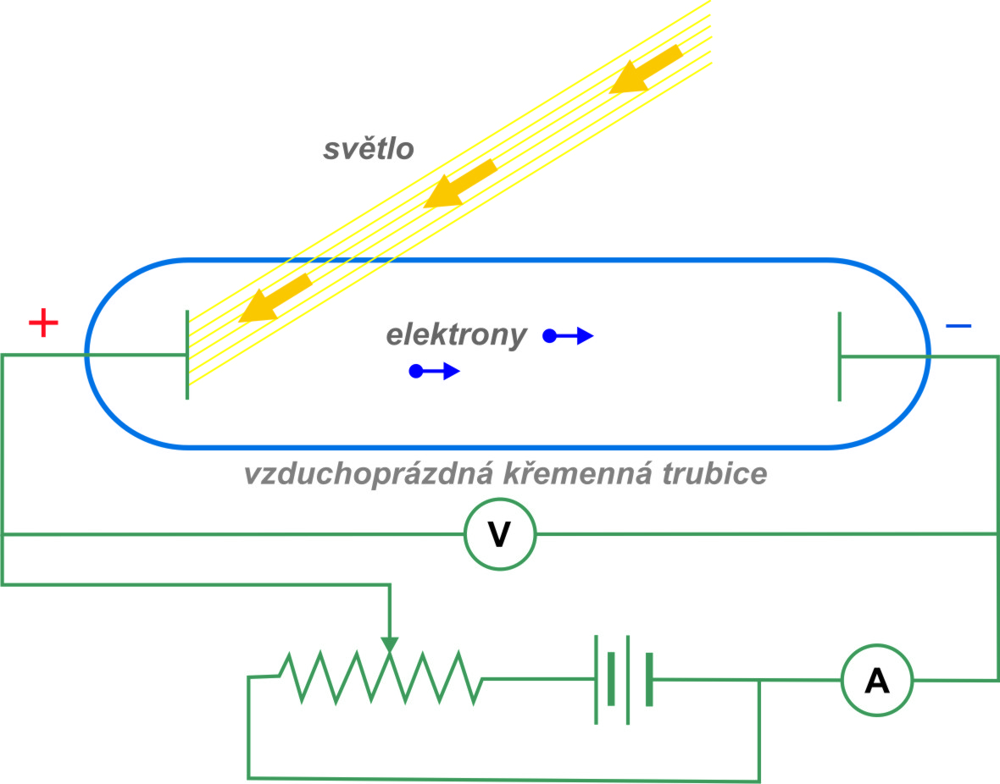 světlo
+
elektrony
–
vzduchoprázdná křemenná trubice
V
A